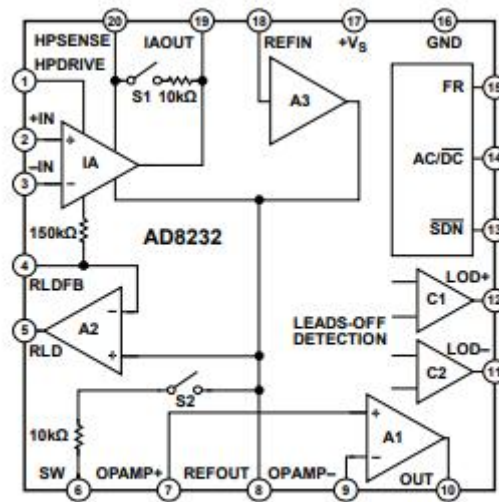 20 19 18 17 16
HPSENSE IAOUT REFIN +VS GND
HPDRIVE
1
S1 10kΩ
A3
FR
15
+IN
2
+
IA
–IN
3
–
AC/DC
14
150kΩ
AD8232
SDN
13
4
RLDFB
–
A2
+
5
RLD
LOD+
C1
12
LEADS-OFF
DETECTION
LOD–
C2
11
S2
10kΩ
+
A1
–
SW OPAMP+ REFOUT OPAMP– OUT
6 7 8 9 10